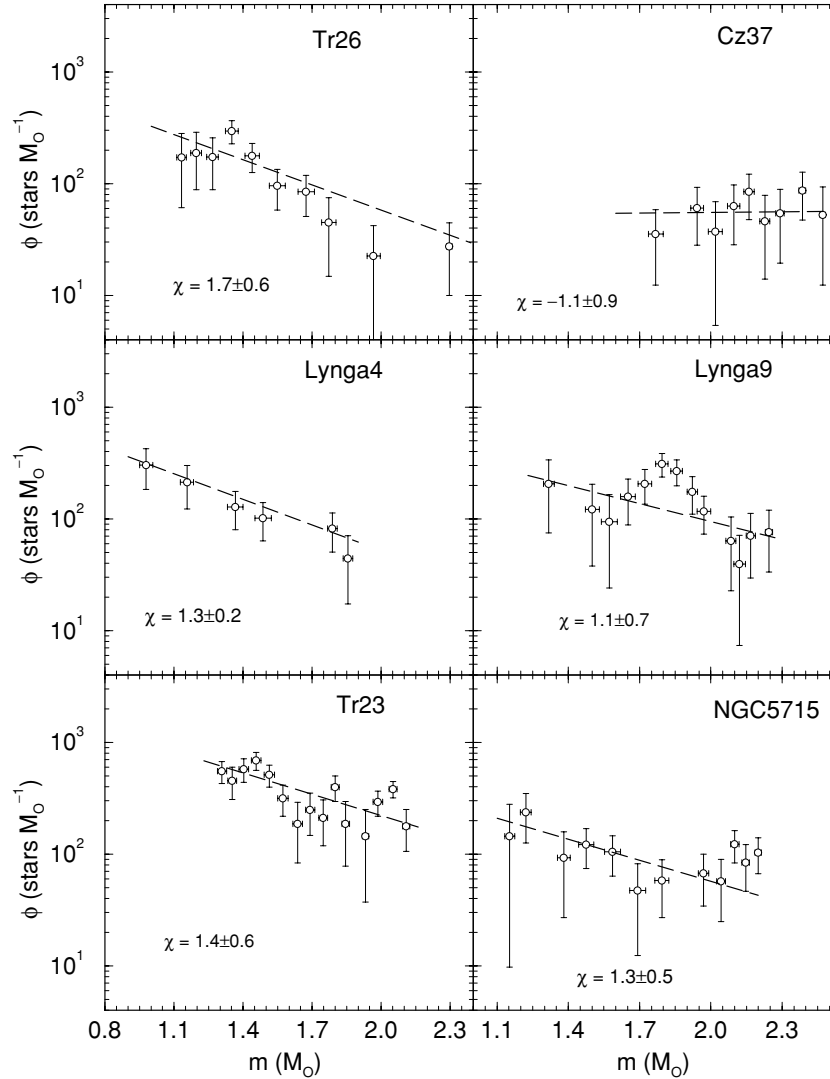 Tr26
Cz37
10³
10²
10¹
ϕ (stars M_O⁻¹)
χ = 1.7±0.6
χ = −1.1±0.9
Lynga4
Lynga9
10³
10²
10¹
ϕ (stars M_O⁻¹)
ϕ (stars M_O⁻¹)
χ = 1.3±0.2
χ = 1.1±0.7
Tr23
NGC5715
10³
10²
10¹
ϕ (stars M_O⁻¹)
χ = 1.4±0.6
χ = 1.3±0.5
0.8 1.1 1.4 1.7 2.0 2.3
1.1 1.4 1.7 2.0 2.3
m (M_O)
m (M_O)